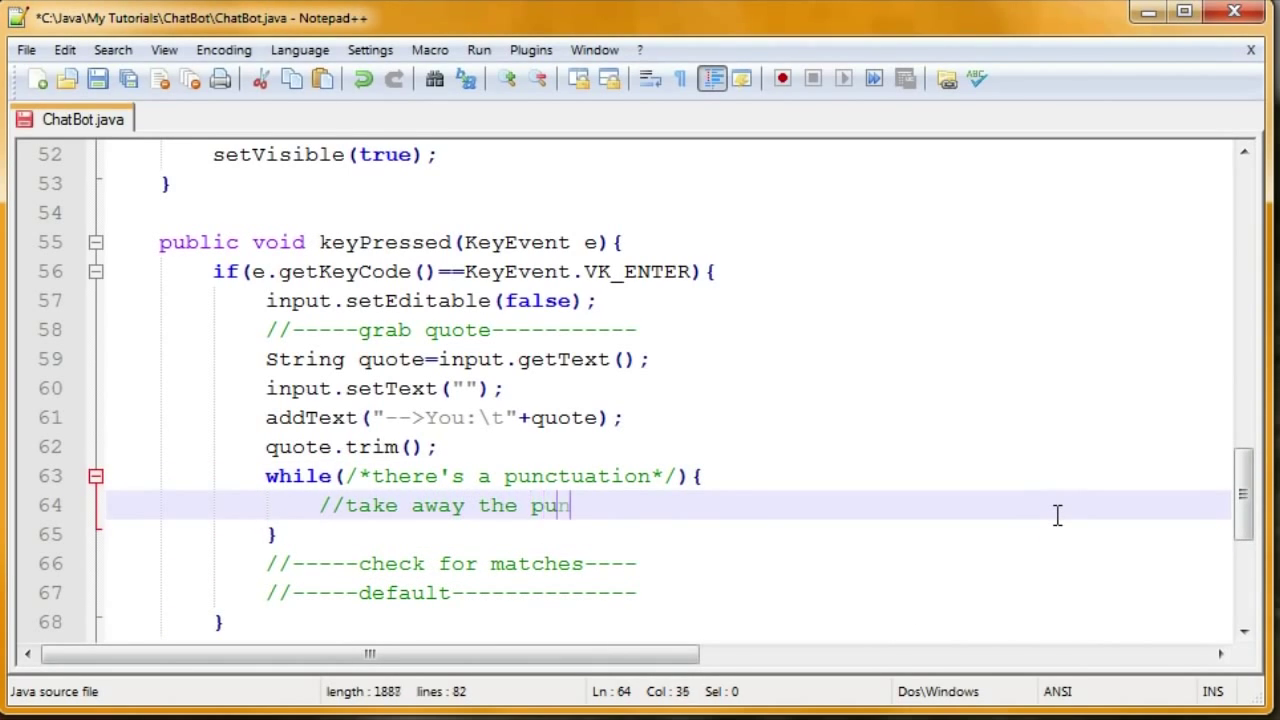 *C:\Java\My Tutorials\ChatBot\ChatBot.java - Notepad++
File Edit Search View Encoding Language Settings Macro Run Plugins Window ? X
ABC
ChatBot.java
52 setVisible(true);
53 }
54
55 public void keyPressed(KeyEvent e){
56 if(e.getKeyCode()==KeyEvent.VK_ENTER){
57 input.setEditable(false);
58 //-----grab quote-----------
59 String quote=input.getText();
60 input.setText("");
61 addText("-->You:\t"+quote);
62 quote.trim();
63 while(/*there's a punctuation*/){
64 //take away the pun
65 }
66 //-----check for matches----
67 //-----default--------------
68 }
Java source file length : 1887 lines : 82 Ln : 64 Col : 35 Sel : 0 Dos\Windows ANSI INS